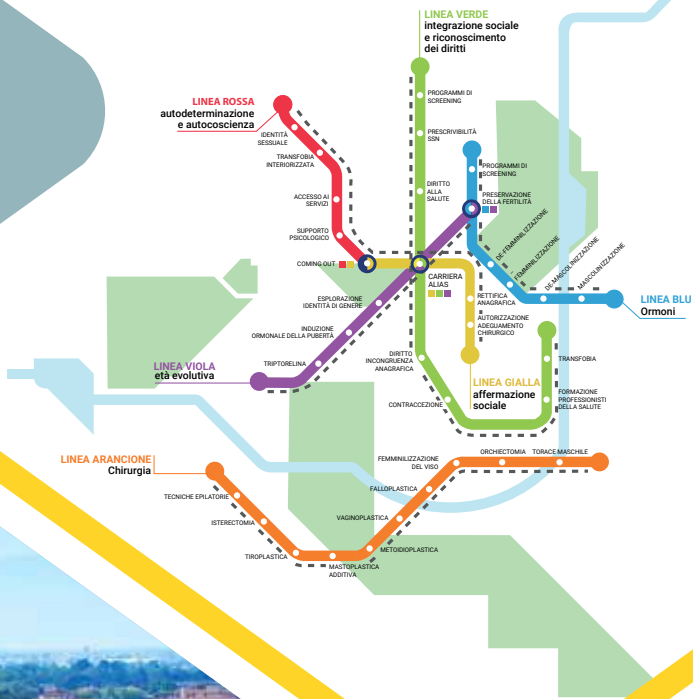 LINEA VERDE
integrazione sociale
e riconoscimento
dei diritti
LINEA ROSSA
autodeterminazione
e autocoscienza
IDENTITÀ
SESSUALE
TRANSFOBIA
INTERIORIZZATA
ACCESSO AI
SERVIZI
SUPPORTO
PSICOLOGICO
COMING OUT
PROGRAMMI DI
SCREENING
PRESCRIVIBILITÀ
SSN
DIRITTO
ALLA
SALUTE
PROGRAMMI DI
SCREENING
PRESERVAZIONE
DELLA FERTILITÀ
DE-FEMMINILIZZAZIONE
FEMMINILIZZAZIONE
DE-MASCOLINIZZAZIONE
MASCOLINIZZAZIONE
LINEA BLU
Ormoni
CARRIERA
ALIAS
RETTIFICA
ANAGRAFICA
AUTORIZZAZIONE
ADEGUAMENTO
CHIRURGICO
LINEA GIALLA
affermazione
sociale
ESPLORAZIONE
IDENTITÀ DI GENERE
INDUZIONE
ORMONALE DELLA PUBERTÀ
TRIPTORELINA
LINEA VIOLA
età evolutiva
DIRITTO
INCONGRUENZA
ANAGRAFICA
CONTRACCEZIONE
TRANSFOBIA
FORMAZIONE
PROFESSIONISTI
DELLA SALUTE
LINEA ARANCIONE
Chirurgia
TECNICHE EPILATORIE
ISTERECTOMIA
TIROPLASTICA
MASTOPLASTICA
ADDITIVA
METOIDIOPLASTICA
VAGINOPLASTICA
FALLOPLASTICA
FEMMINILIZZAZIONE
DEL VISO
ORCHIECTOMIA
TORACE MASCHILE